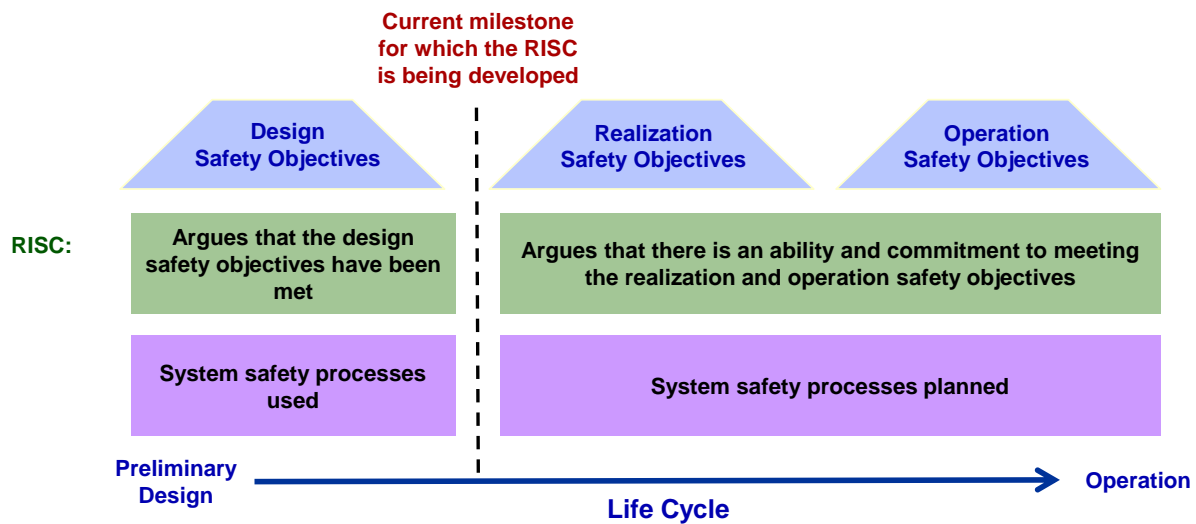 Current milestone
for which the RISC
is being developed
Design
Safety Objectives
Realization
Safety Objectives
Operation
Safety Objectives
RISC:
Argues that the design
safety objectives have been
met
Argues that there is an ability and commitment to meeting
the realization and operation safety objectives
System safety processes
used
System safety processes planned
Preliminary
Design
Life Cycle
Operation